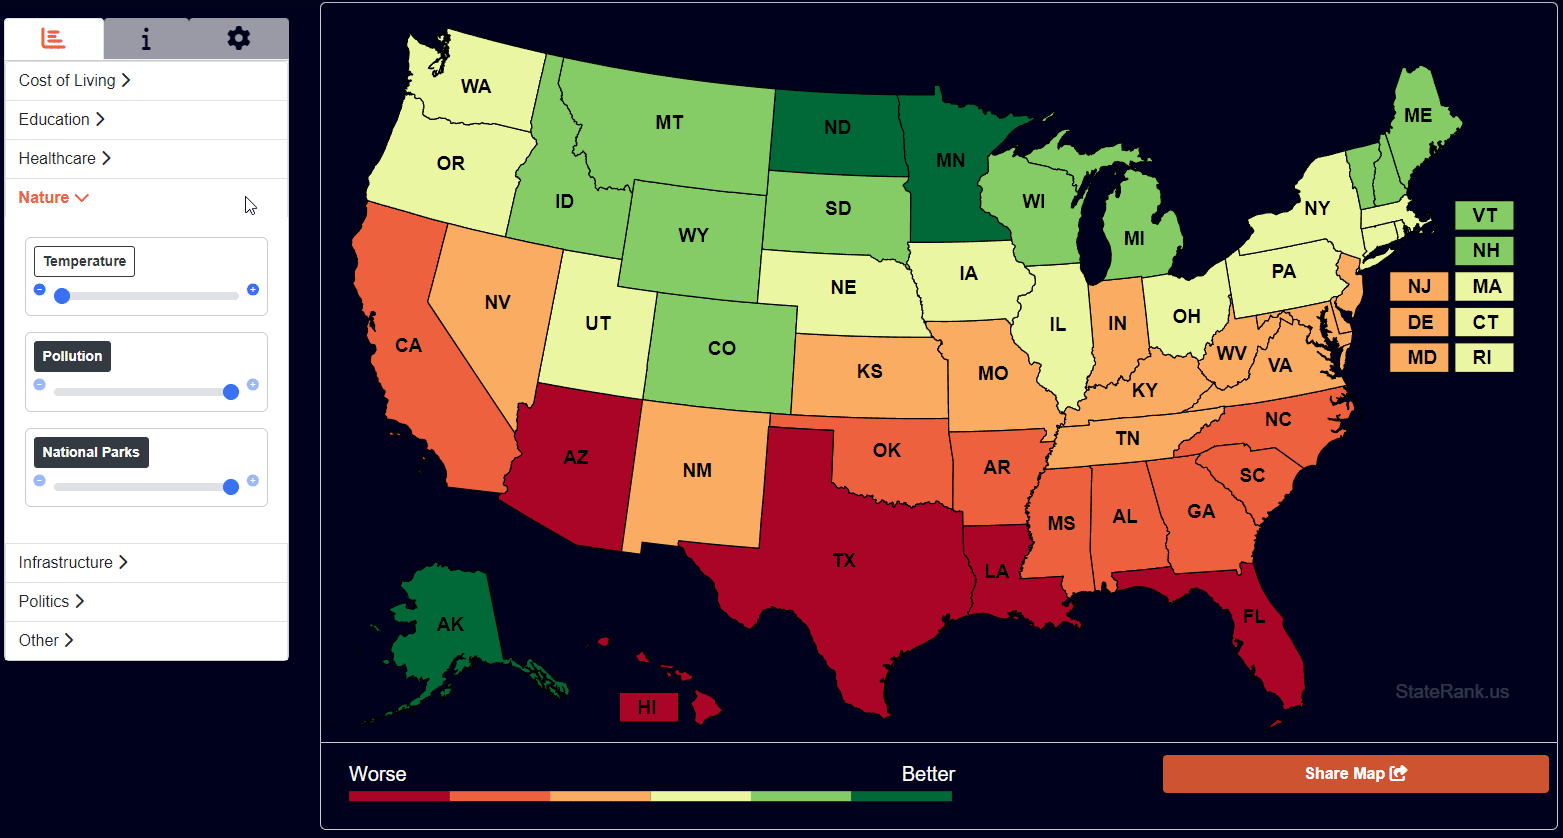 Cost of Living
Education
Healthcare
Nature
Temperature
Pollution
National Parks
Infrastructure
Politics
Other
WA
OR
CA
NV
ID
MT
WY
UT
CO
AZ
NM
ND
SD
NE
KS
OK
TX
MN
IA
MO
AR
LA
WI
IL
MI
IN
OH
KY
TN
MS
AL
GA
FL
SC
NC
VA
WV
PA
NY
ME
VT
NH
NJ MA
DE CT
MD RI
AK
HI
StateRank.us
Worse Better
Share Map